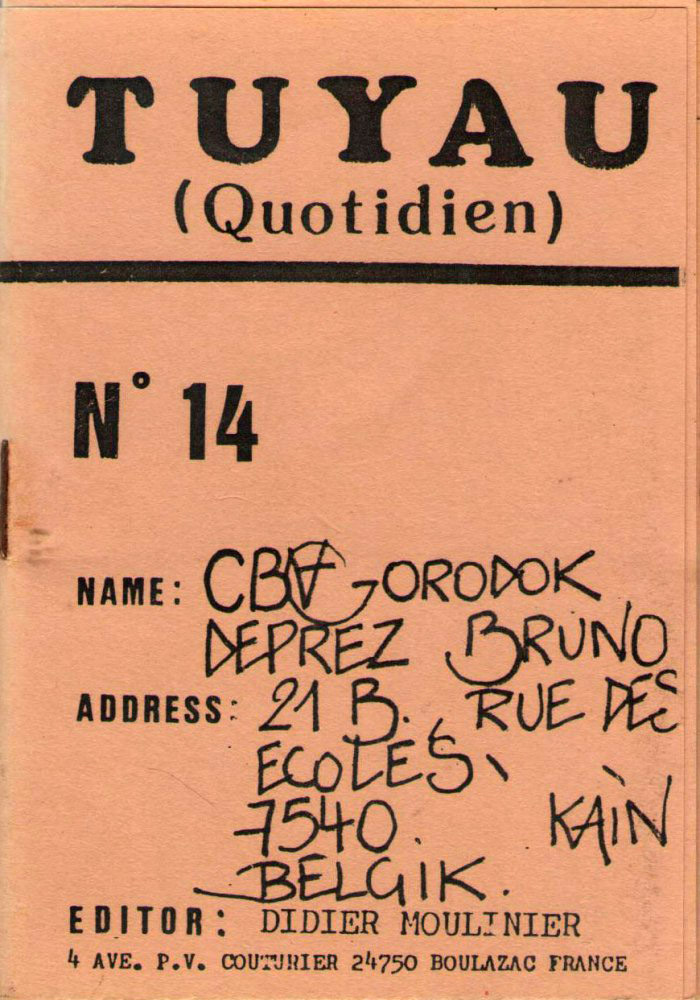 TUYAU
(Quotidien)
N° 14
NAME: CBA GORODOK
DEPREZ BRUNO
ADDRESS: 21 B. RUE DES
ECOLES,
7540. KAIN
BELGIK.
EDITOR: DIDIER MOULINIER
4 AVE. P.V. COUTURIER 24750 BOULAZAC FRANCE